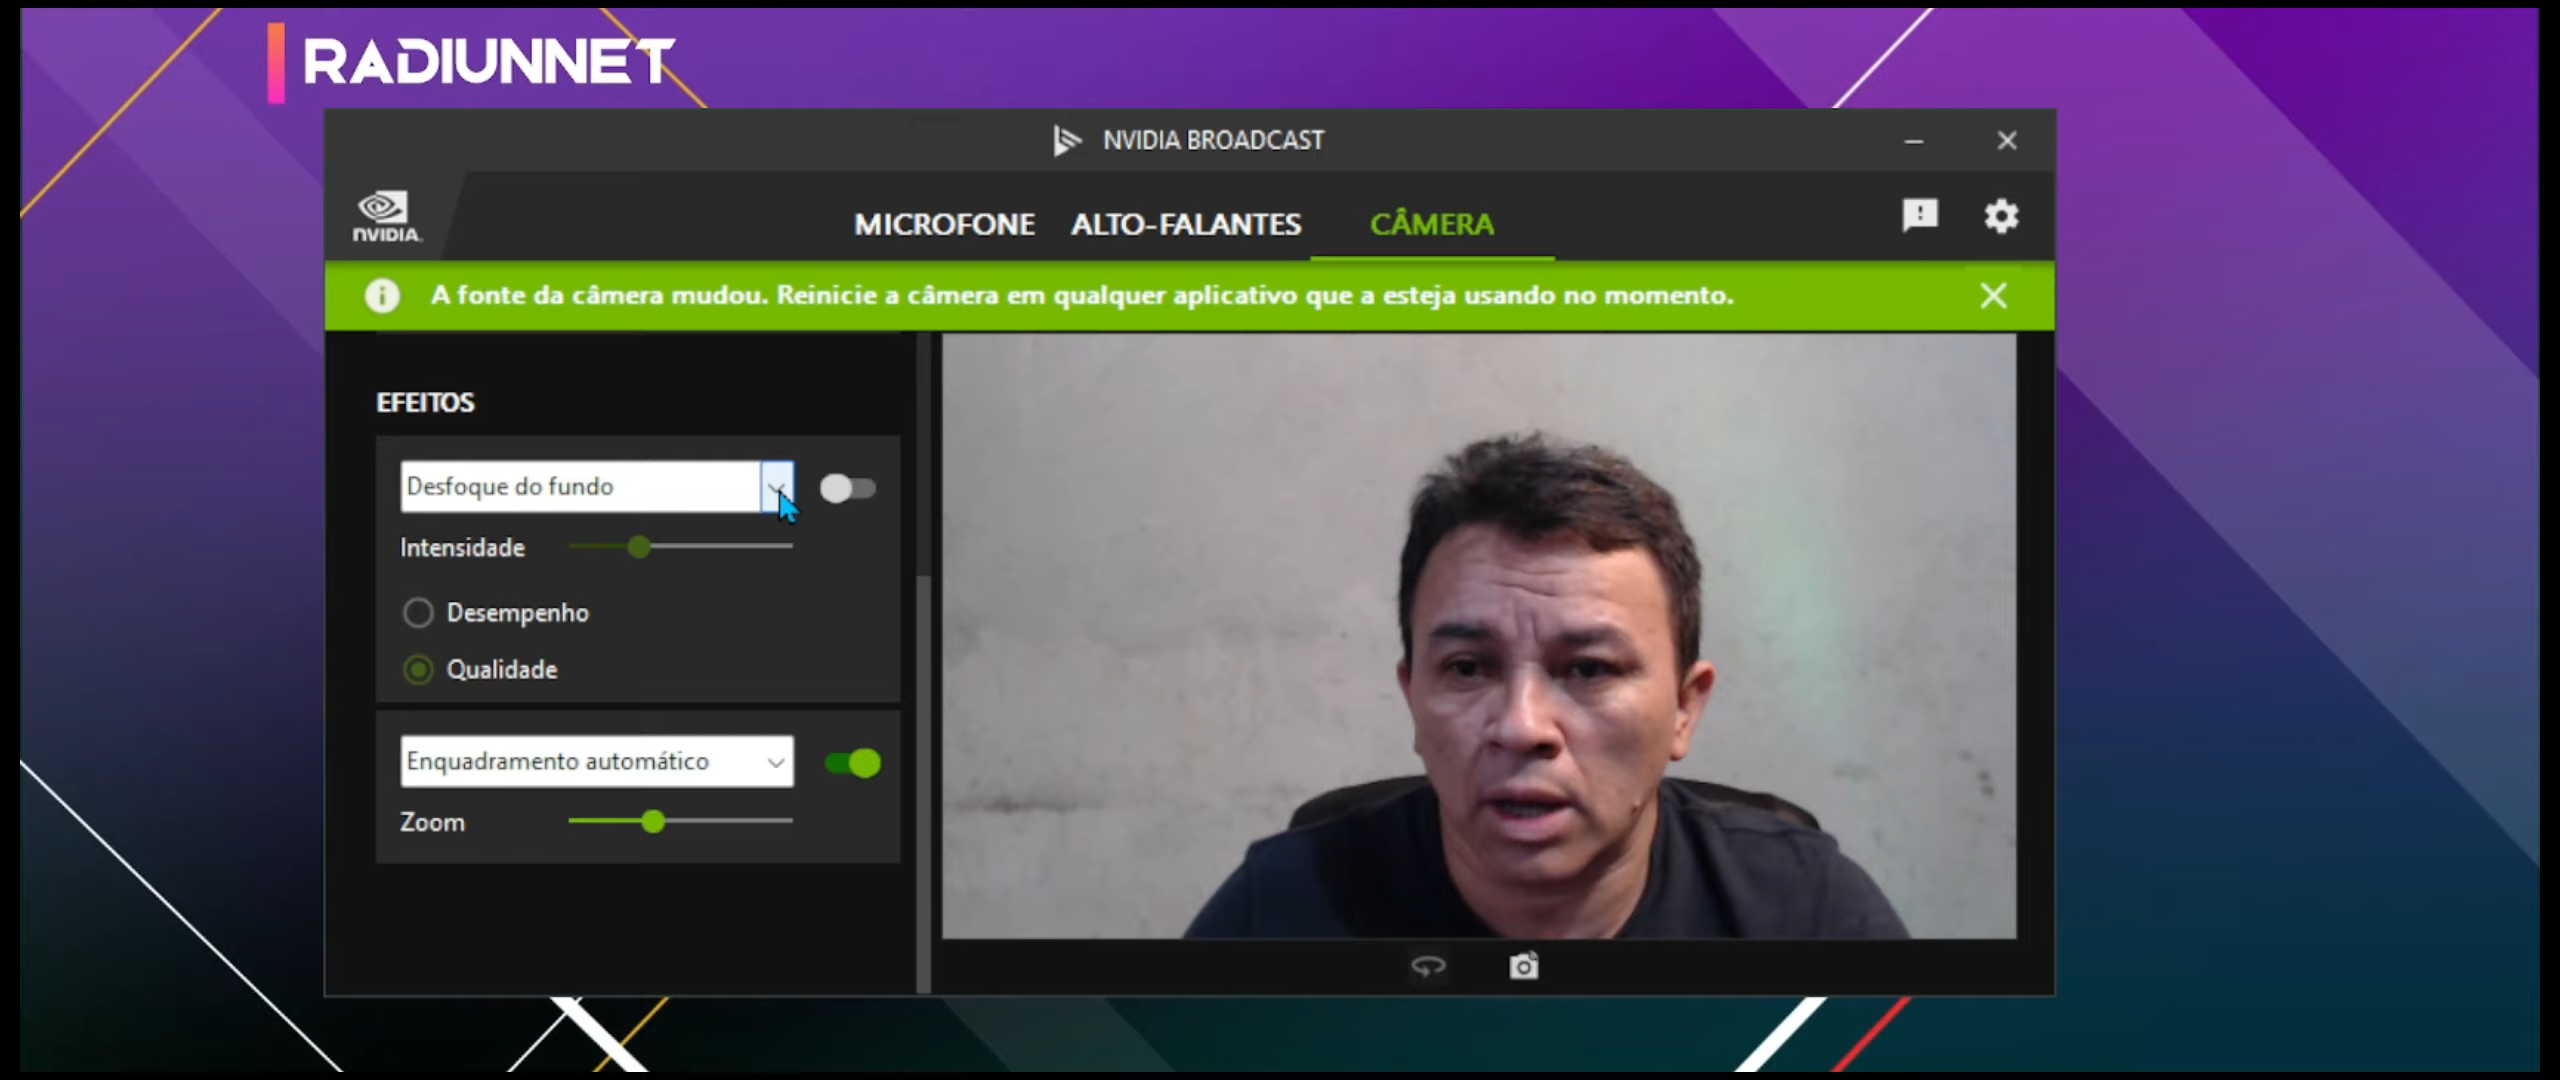 RADIUNNET
NVIDIA BROADCAST
NVIDIA.
MICROFONE ALTO-FALANTES CÂMERA
A fonte da câmera mudou. Reinicie a câmera em qualquer aplicativo que a esteja usando no momento.
EFEITOS
Desfoque do fundo
Intensidade
Desempenho
Qualidade
Enquadramento automático
Zoom